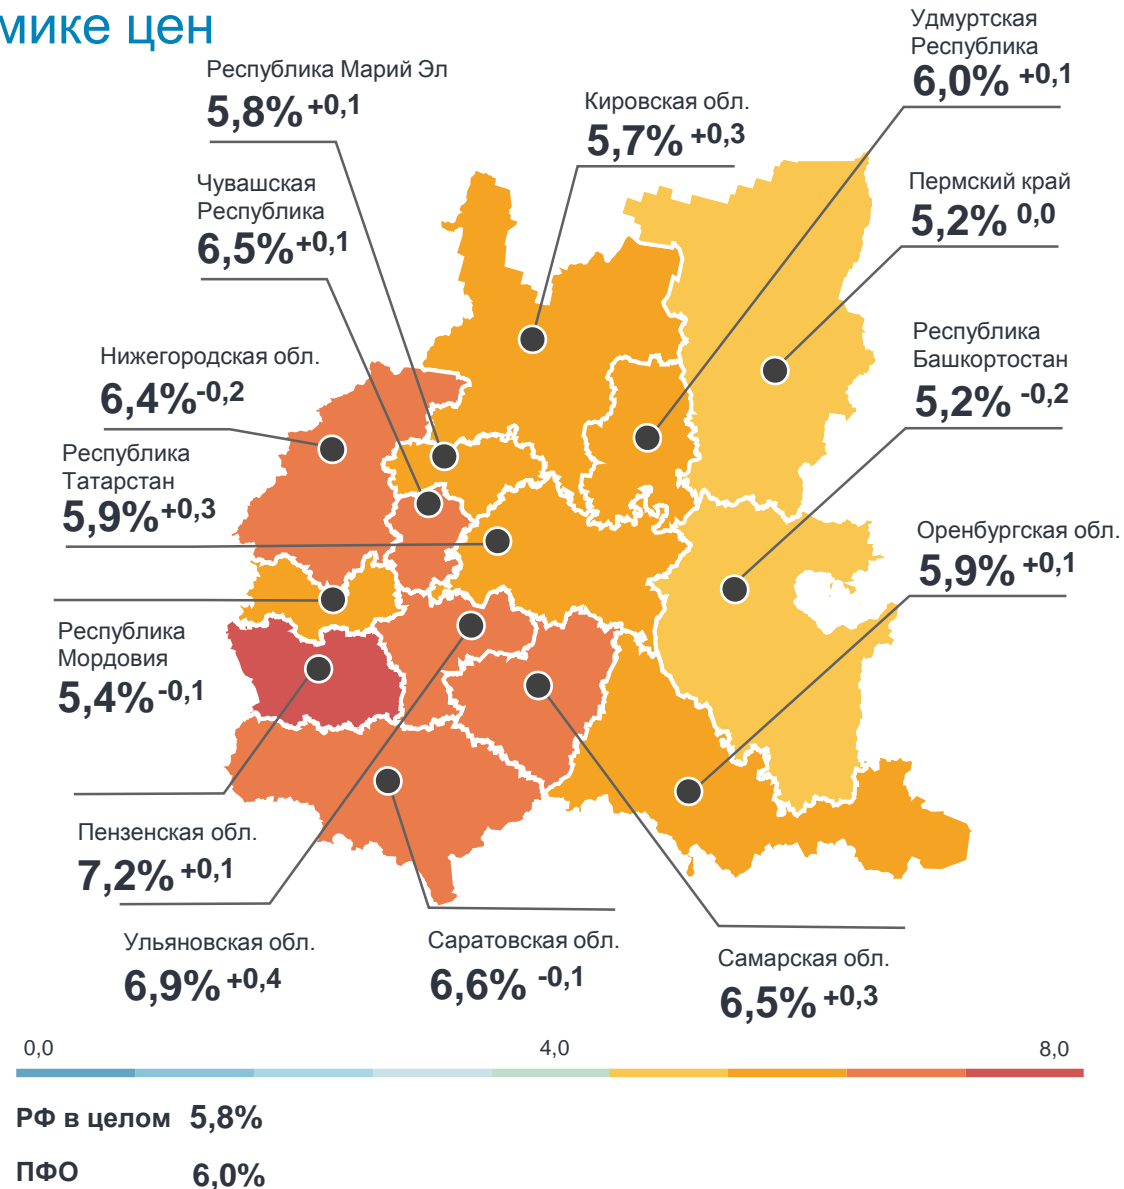 мике цен
Удмуртская
Республика
6,0% +0,1
Республика Марий Эл
5,8% +0,1
Кировская обл.
5,7% +0,3
Чувашская
Республика
6,5% +0,1
Пермский край
5,2% 0,0
Нижегородская обл.
6,4% -0,2
Республика
Башкортостан
5,2% -0,2
Республика
Татарстан
5,9% +0,3
Оренбургская обл.
5,9% +0,1
Республика
Мордовия
5,4% -0,1
Пензенская обл.
7,2% +0,1
Ульяновская обл.
6,9% +0,4
Саратовская обл.
6,6% -0,1
Самарская обл.
6,5% +0,3
0,0 4,0 8,0
РФ в целом 5,8%
ПФО 6,0%